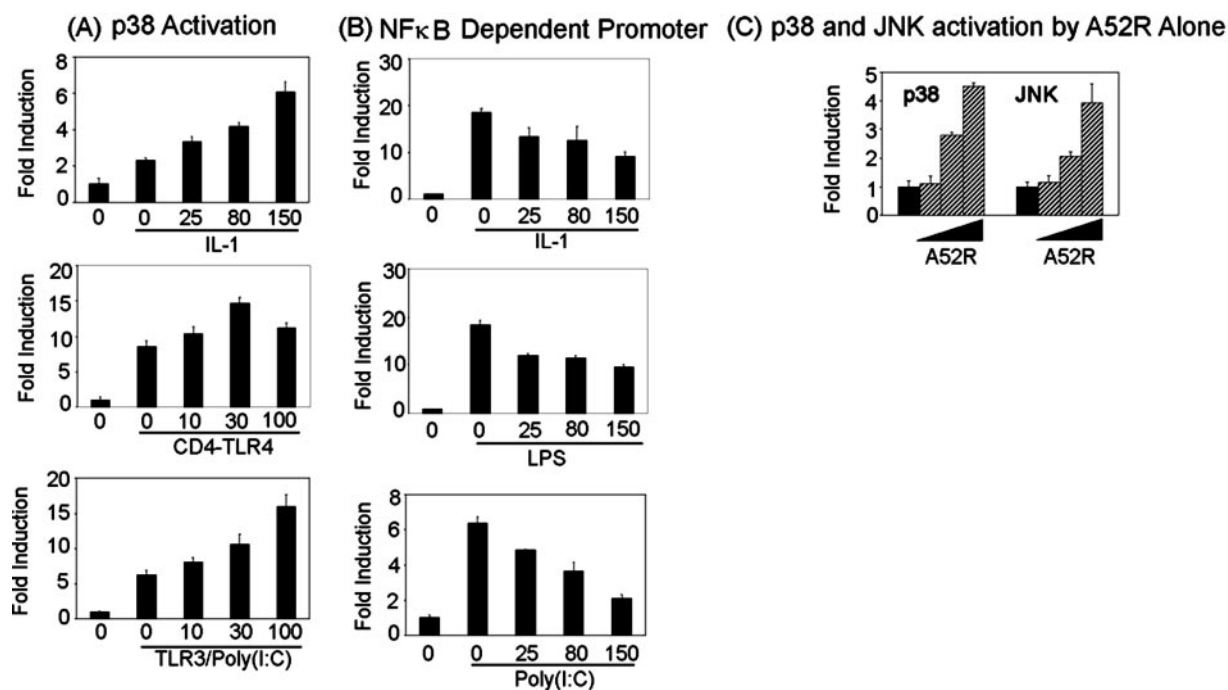 (A) p38 Activation
(B) NFκB Dependent Promoter
(C) p38 and JNK activation by A52R Alone
Fold Induction
8
6
4
2
0
0 0 25 80 150
IL-1
Fold Induction
20
15
10
5
0
0 0 10 30 100
CD4-TLR4
Fold Induction
20
15
10
5
0
0 0 10 30 100
TLR3/Poly(I:C)
Fold Induction
30
20
10
0
0 0 25 80 150
IL-1
Fold Induction
30
20
10
0
0 0 25 80 150
LPS
Fold Induction
8
6
4
2
0
0 0 25 80 150
Poly(I:C)
Fold Induction
5
4
3
2
1
0
p38 JNK
A52R A52R